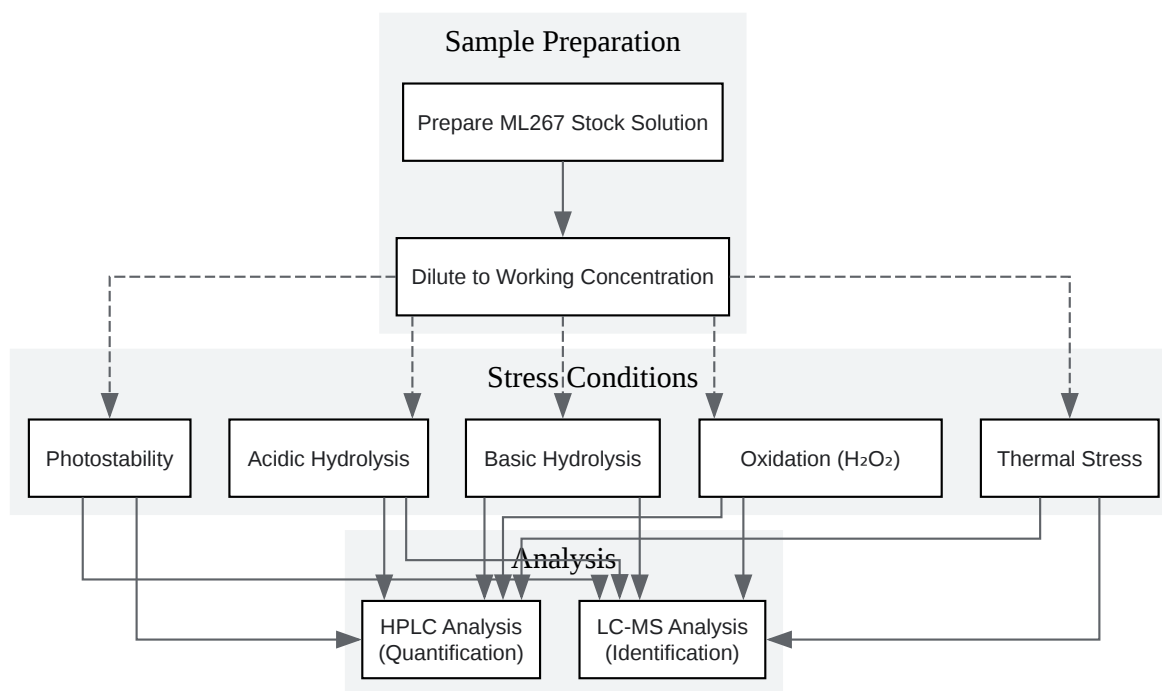 Sample Preparation
Prepare ML267 Stock Solution
Dilute to Working Concentration
Stress Conditions
Photostability
Acidic Hydrolysis
Basic Hydrolysis
Oxidation (H₂O₂)
Thermal Stress
Analysis
HPLC Analysis
(Quantification)
LC-MS Analysis
(Identification)